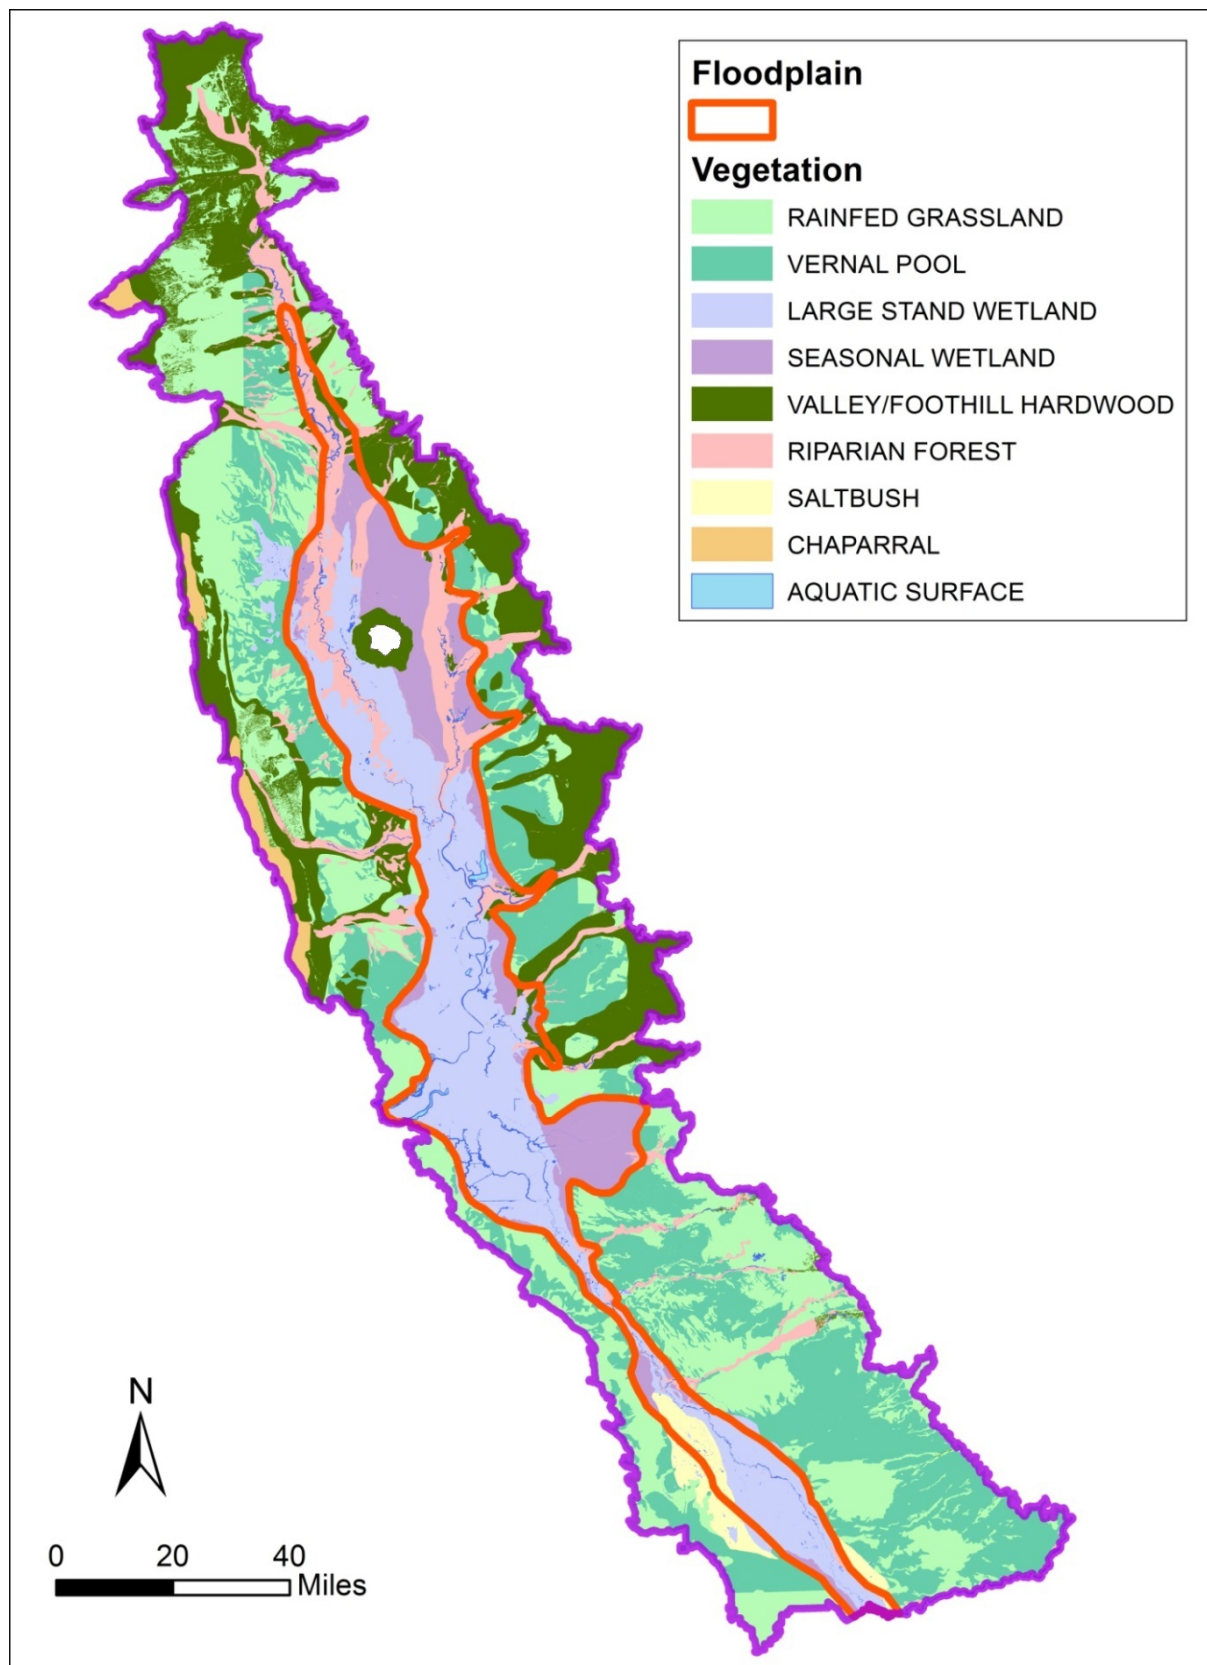 Floodplain
Vegetation
RAINFED GRASSLAND
VERNAL POOL
LARGE STAND WETLAND
SEASONAL WETLAND
VALLEY/FOOTHILL HARDWOOD
RIPARIAN FOREST
SALTBUSH
CHAPARRAL
AQUATIC SURFACE
N
0 20 40
Miles